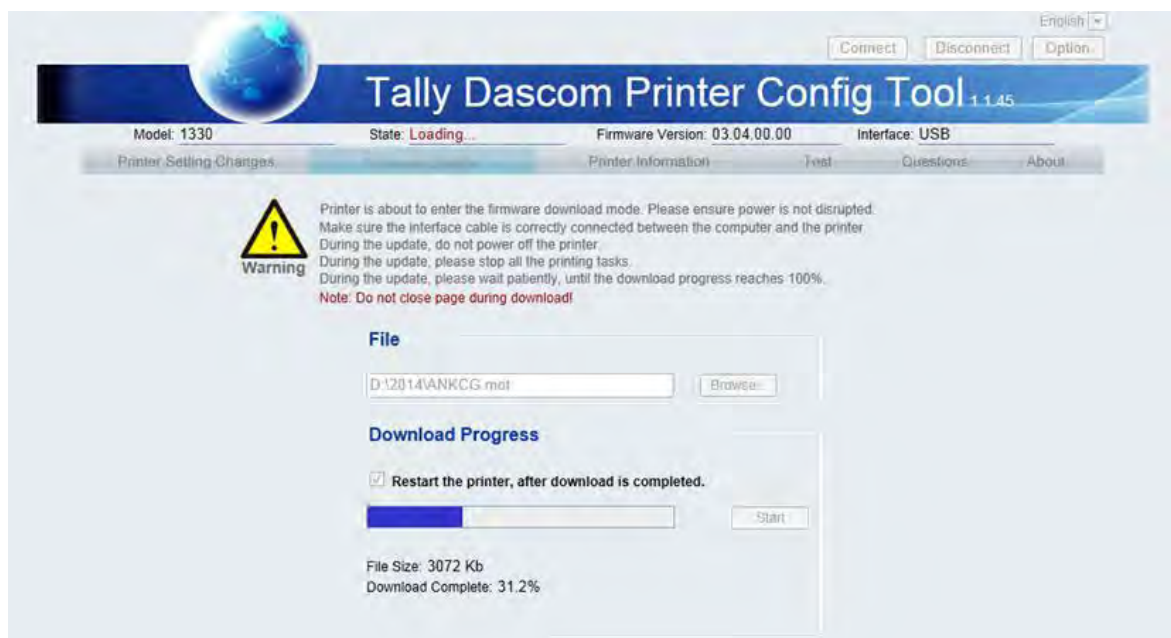 English
Connect Disconnect Option
Tally Dascom Printer Config Tool 1.1.45
Model: 1330 State: Loading... Firmware Version: 03.04.00.00 Interface: USB
Printer Setting Changes Printer Information Test Questions About
Printer is about to enter the firmware download mode. Please ensure power is not disrupted.
Make sure the interface cable is correctly connected between the computer and the printer
During the update, do not power off the printer.
During the update, please stop all the printing tasks.
During the update, please wait patiently, until the download progress reaches 100%.
Warning
Note: Do not close page during download!
File
D:\2014\ANKCG.mot Browse...
Download Progress
Restart the printer, after download is completed.
Start
File Size: 3072 Kb
Download Complete: 31.2%